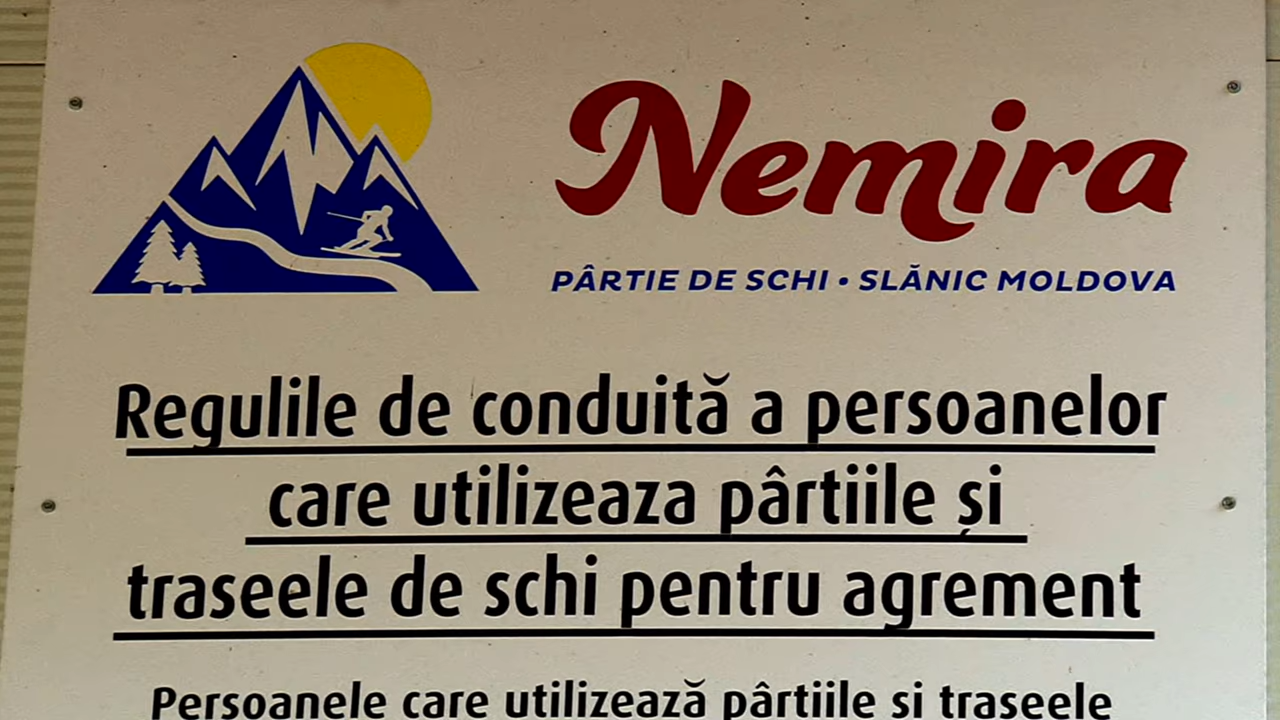 Nemira
PÂRTIE DE SCHI • SLĂNIC MOLDOVA
Regulile de conduită a persoanelor
care utilizeaza pârtiile și
traseele de schi pentru agrement
Persoanele care utilizează pârtiile si traseele